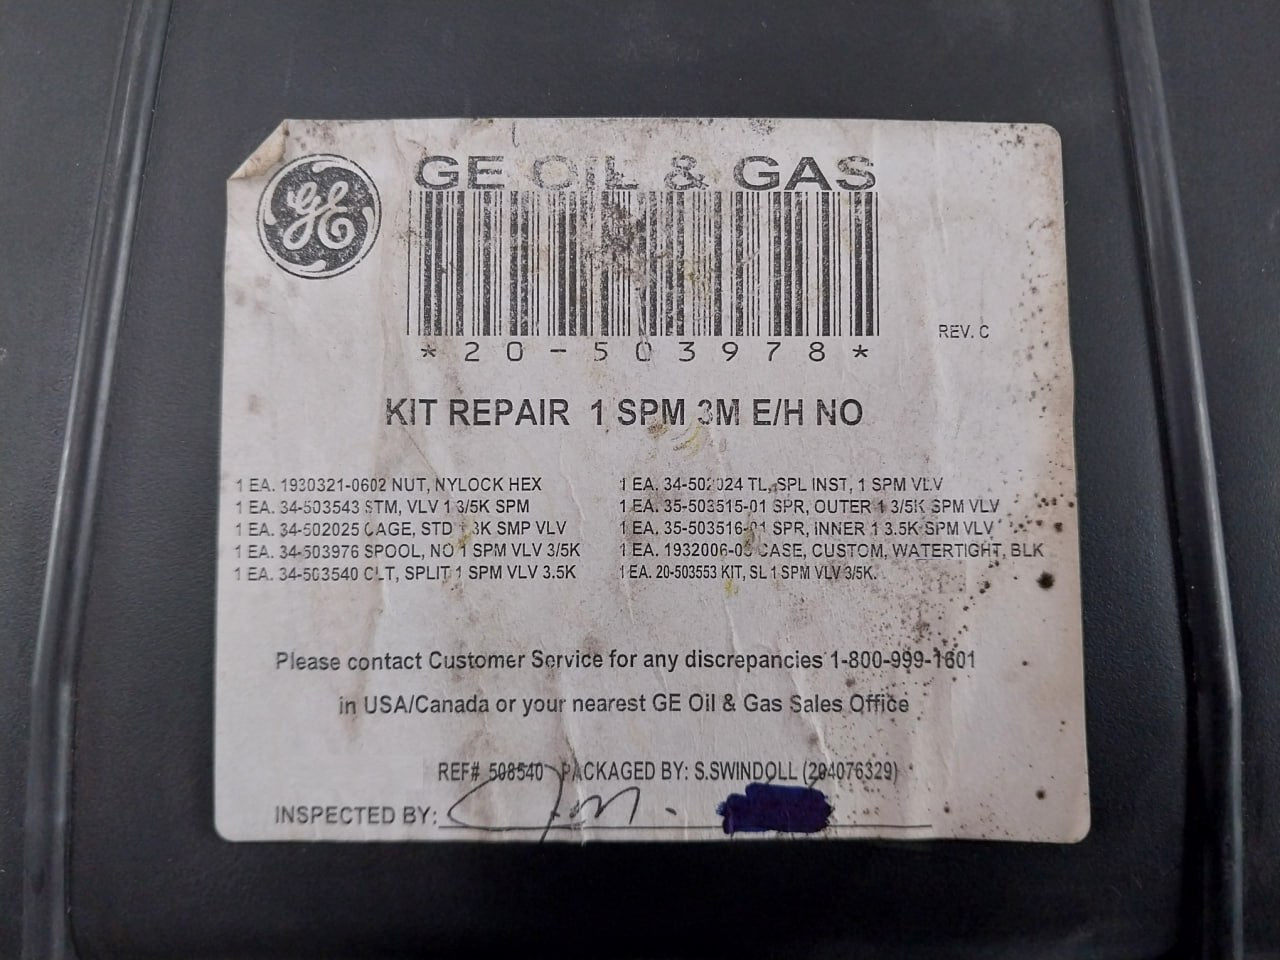 GE
GE OIL & GAS
*20-503978*
REV. C
KIT REPAIR 1 SPM 3M E/H NO
1 EA. 1930321-0602 NUT, NYLOCK HEX
1 EA. 34-503543 STM, VLV 1 3/5K SPM
1 EA. 34-502025 CAGE, STD 1 3K SMP VLV
1 EA. 34-503976 SPOOL, NO 1 SPM VLV 3/5K
1 EA. 34-503540 CLT, SPLIT 1 SPM VLV 3.5K
1 EA. TL, SPL INST, 1 SPM VLV
1 EA. 35-503515-01 SPR, OUTER 1 3/5K SPM VLV
1 EA. 35-503516-01 SPR, INNER 1 3.5K SPM VLV
1 EA. CASE, CUSTOM, WATERTIGHT, BLK
1 EA. 20-503553 KIT, SL 1 SPM VLV 3/5K.
Please contact Customer Service for any discrepancies 1-800-999-1601
in USA/Canada or your nearest GE Oil & Gas Sales Office
REF# 508540 PACKAGED BY: S.SWINDOLL (204076329)
INSPECTED BY: